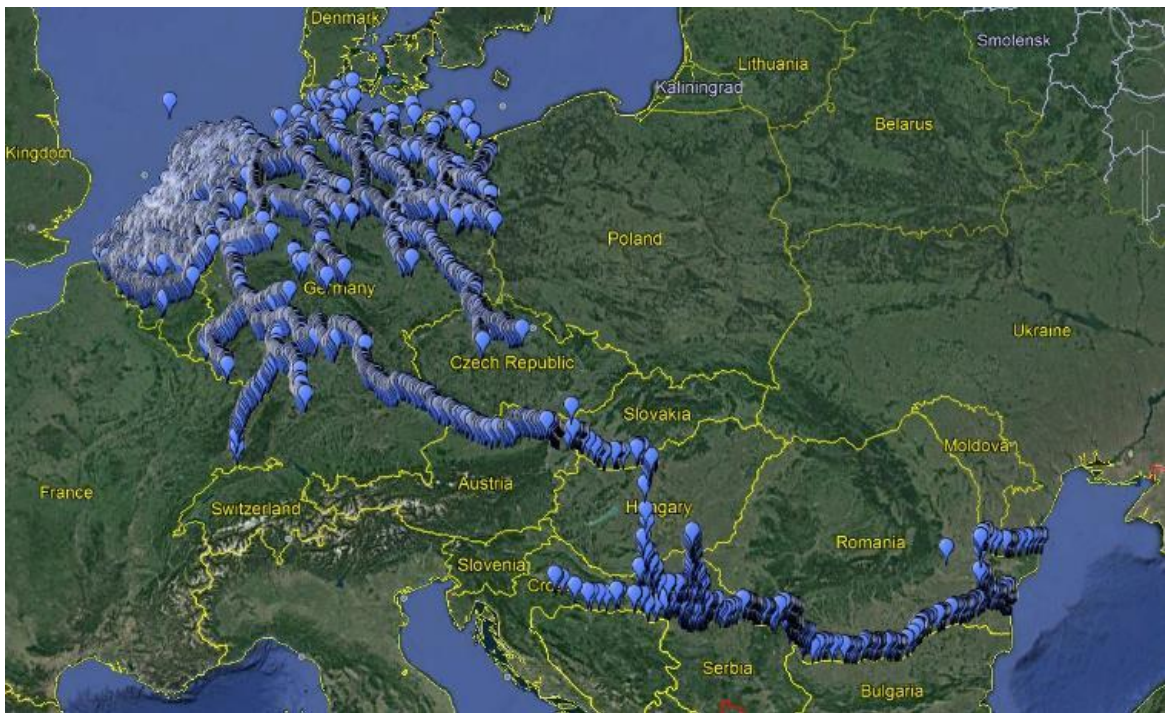 Denmark
Smolensk
Lithuania
Kaliningrad
Belarus
Kingdom
Poland
Germany
Ukraine
Czech Republic
Slovakia
Moldova
France
Austria
Switzerland
Hungary
Romania
Slovenia
Cro
Serbia
Bulgaria